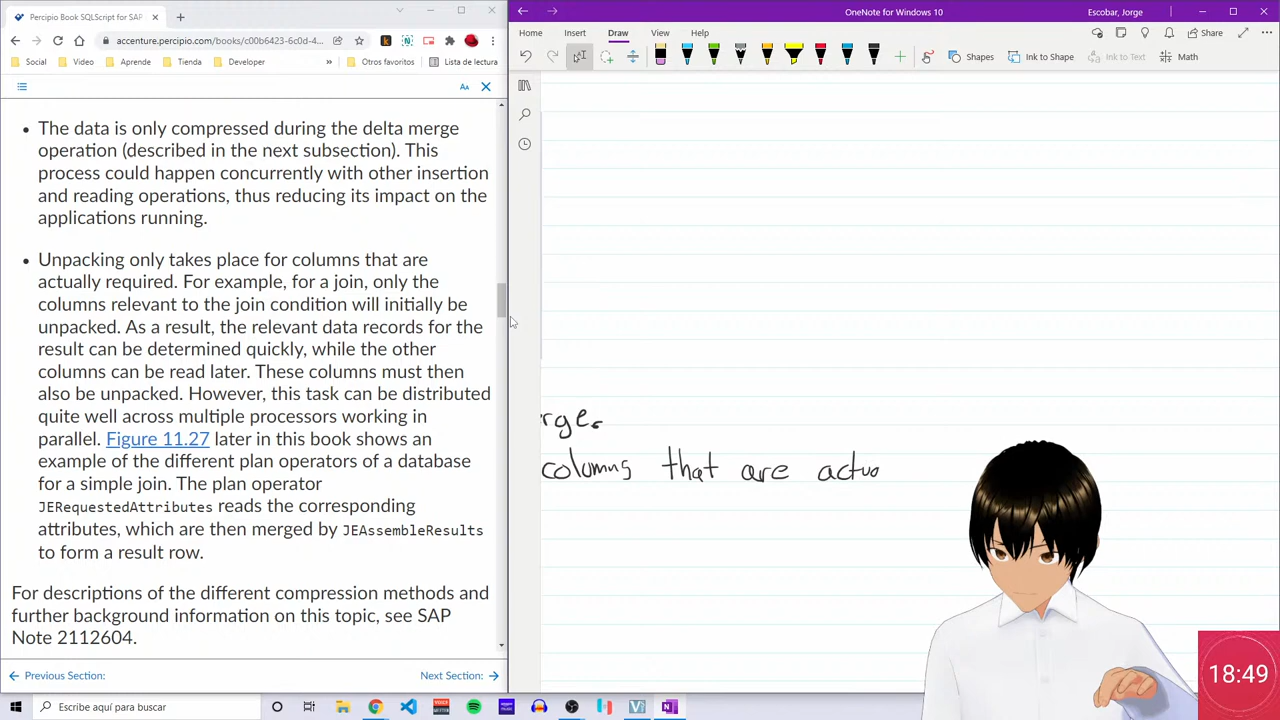 Percipio Book SQLScript for SAP
OneNote for Windows 10
Escobar, Jorge
accenture.percipio.com/books/c00b6423-6c0d-4...
Home
Insert
Draw
View
Help
Share
Social
Video
Aprende
Tienda
Developer
»
Otros favoritos
Lista de lectura
Shapes
Ink to Shape
Ink to Text
Math
AA
• The data is only compressed during the delta merge
operation (described in the next subsection). This
process could happen concurrently with other insertion
and reading operations, thus reducing its impact on the
applications running.
• Unpacking only takes place for columns that are
actually required. For example, for a join, only the
columns relevant to the join condition will initially be
unpacked. As a result, the relevant data records for the
result can be determined quickly, while the other
columns can be read later. These columns must then
also be unpacked. However, this task can be distributed
quite well across multiple processors working in
parallel. Figure 11.27 later in this book shows an
example of the different plan operators of a database
for a simple join. The plan operator
JERequestedAttributes reads the corresponding
attributes, which are then merged by JEAssembleResults
to form a result row.
For descriptions of the different compression methods and
further background information on this topic, see SAP
Note 2112604.
Previous Section:
Next Section:
rge.
columns that are actuo
18:49
Escribe aquí para buscar